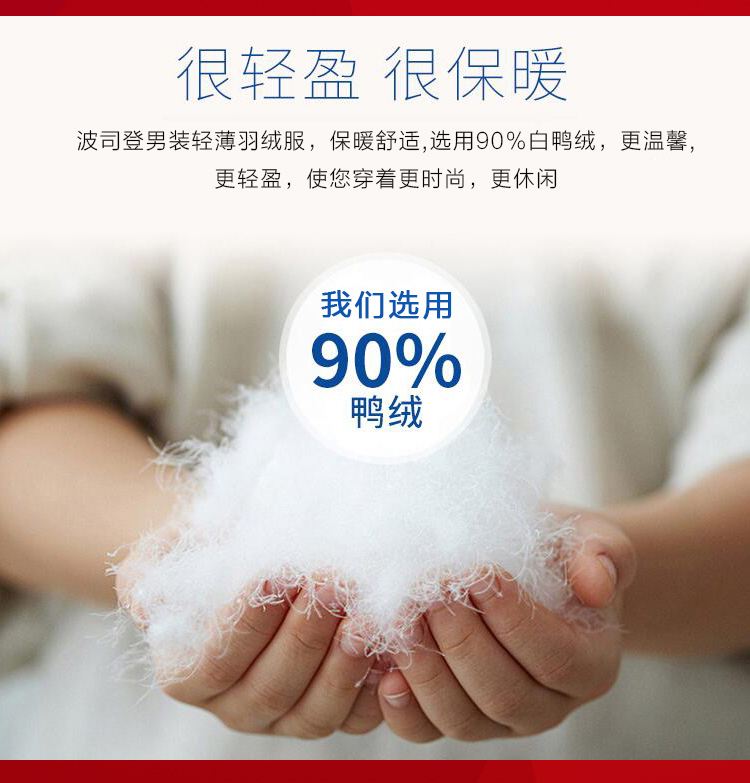 很轻盈 很保暖
波司登男装轻薄羽绒服，保暖舒适,选用90%白鸭绒，更温馨,
更轻盈，使您穿着更时尚，更休闲
我们选用
90%
鸭绒